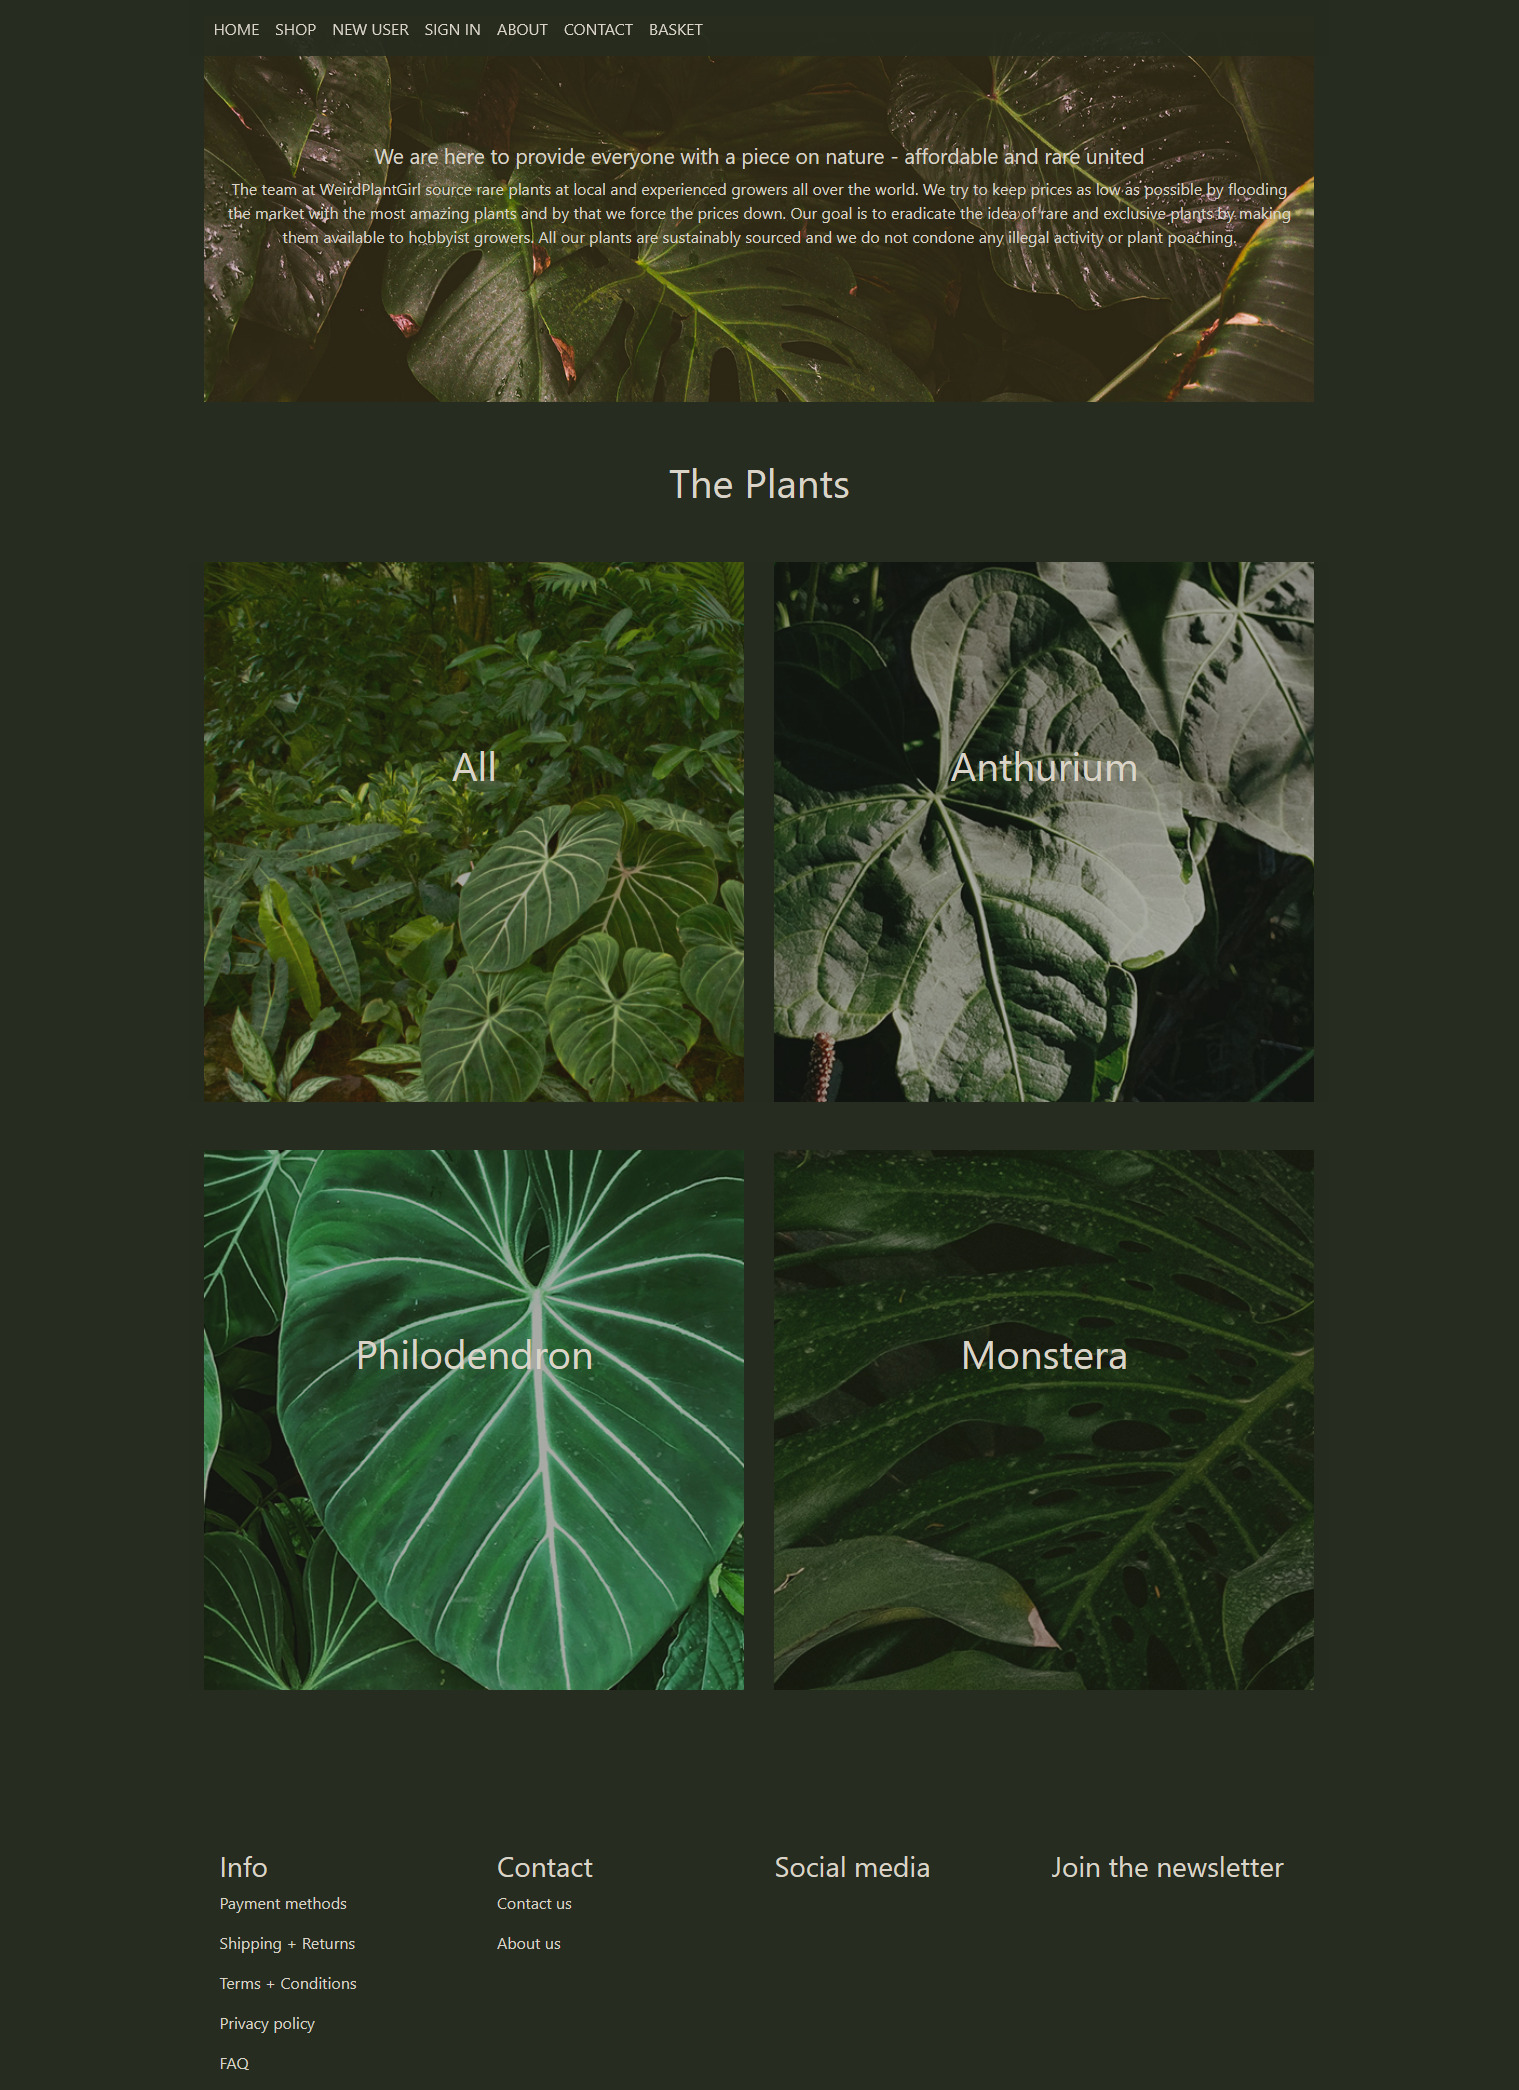 HOME SHOP NEW USER SIGN IN ABOUT CONTACT BASKET
We are here to provide everyone with a piece on nature - affordable and rare united
The team at WeirdPlantGirl source rare plants at local and experienced growers all over the world. We try to keep prices as low as possible by flooding
the market with the most amazing plants and by that we force the prices down. Our goal is to eradicate the idea of rare and exclusive plants by making
them available to hobbyist growers. All our plants are sustainably sourced and we do not condone any illegal activity or plant poaching.
The Plants
All
Anthurium
Philodendron
Monstera
Info
Payment methods
Shipping + Returns
Terms + Conditions
Privacy policy
FAQ
Contact
Contact us
About us
Social media
Join the newsletter